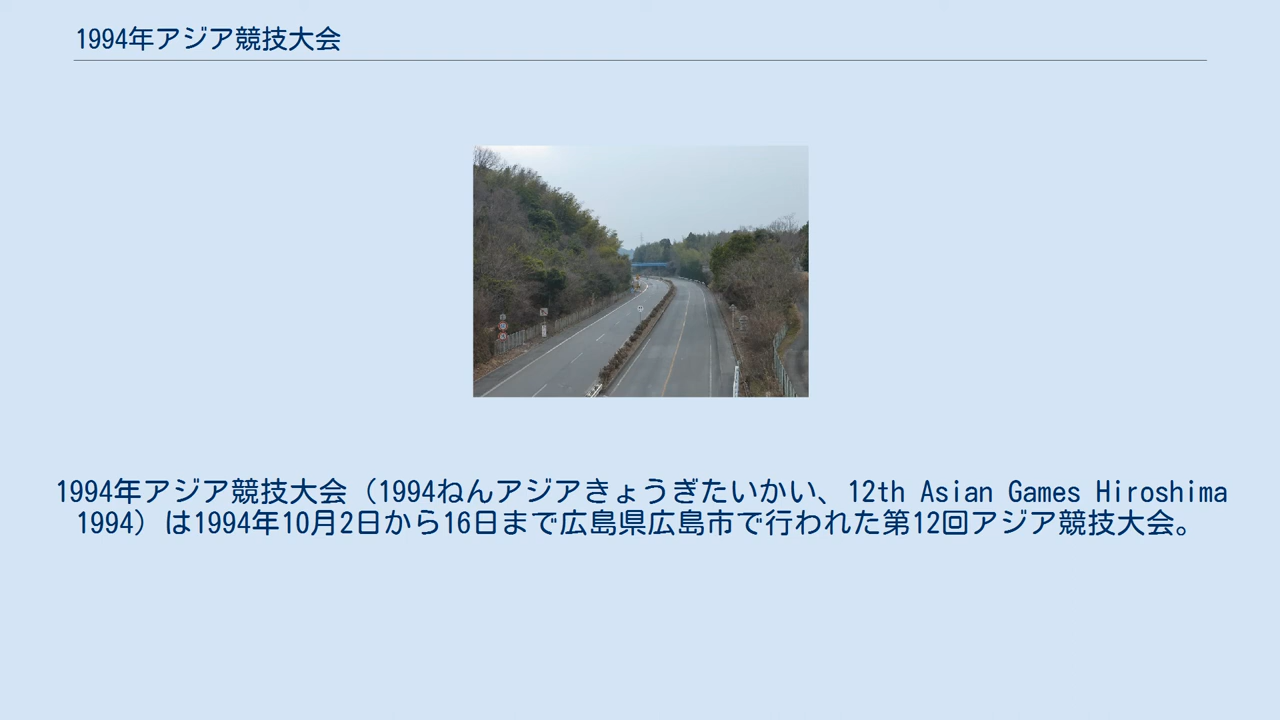 1994年アジア競技大会
1994年アジア競技大会（1994ねんアジアきょうぎたいかい、12th Asian Games Hiroshima
1994）は1994年10月2日から16日まで広島県広島市で行われた第12回アジア競技大会。